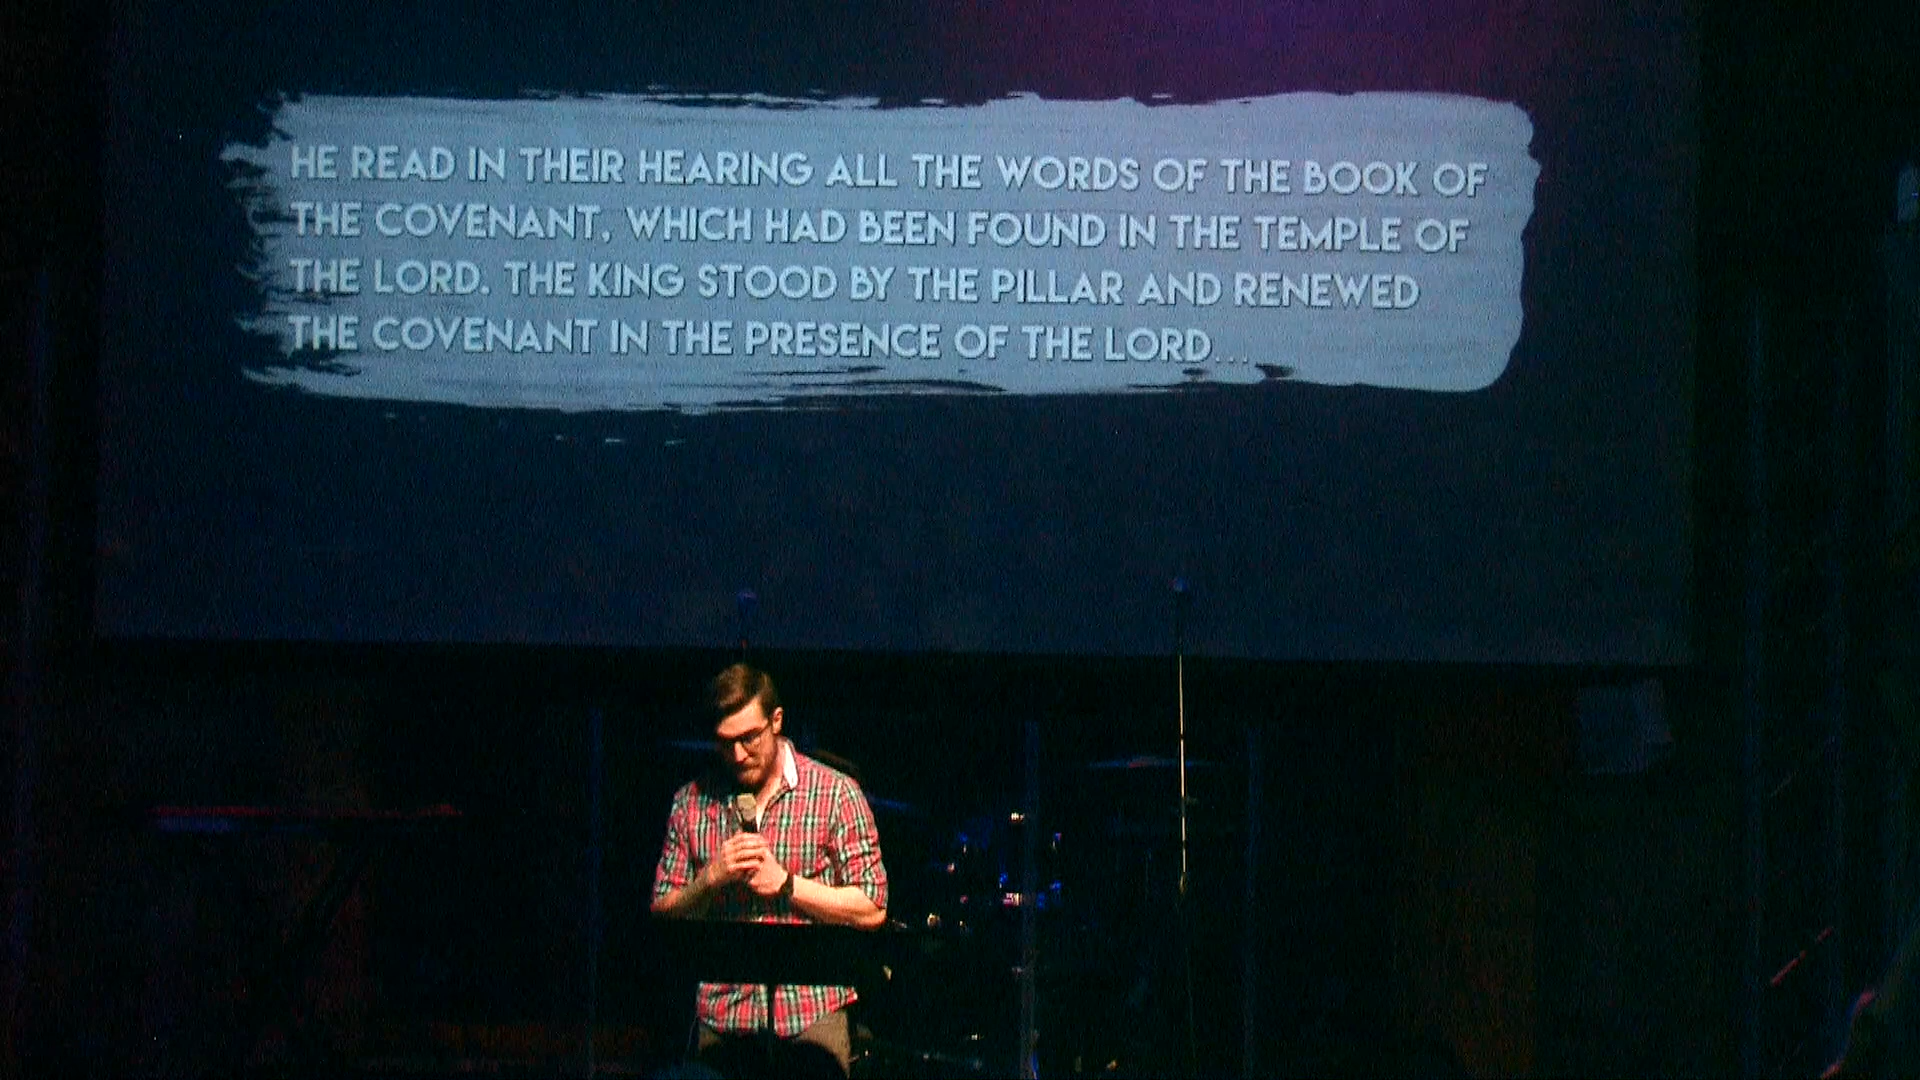 HE READ IN THEIR HEARING ALL THE WORDS OF THE BOOK OF
THE COVENANT, WHICH HAD BEEN FOUND IN THE TEMPLE OF
THE LORD. THE KING STOOD BY THE PILLAR AND RENEWED
THE COVENANT IN THE PRESENCE OF THE LORD...